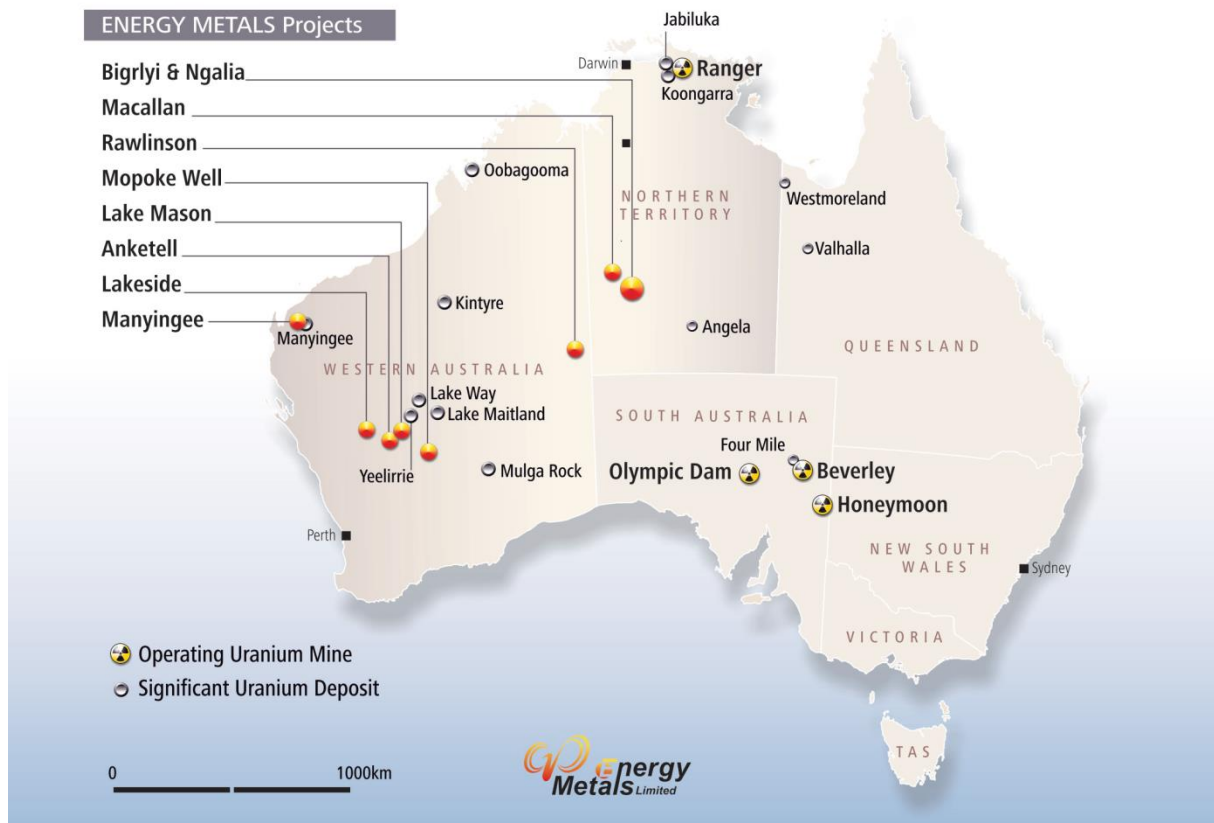 ENERGY METALS Projects
Bigrlyi & Ngalia
Macallan
Rawlinson
Mopoke Well
Lake Mason
Anketell
Lakeside
Manyingee
Jabiluka
Darwin
Ranger
Koongarra
Oobagooma
NORTHERN
TERRITORY
Westmoreland
Valhalla
Kintyre
Manyingee
Angela
QUEENSLAND
WESTERN AUSTRALIA
Lake Way
Lake Maitland
SOUTH AUSTRALIA
Four Mile
Yeelirrie
Mulga Rock
Olympic Dam
Beverley
Honeymoon
Perth
NEW SOUTH
WALES
Sydney
VICTORIA
Operating Uranium Mine
Significant Uranium Deposit
TAS
0 1000km
Energy
Metals Limited